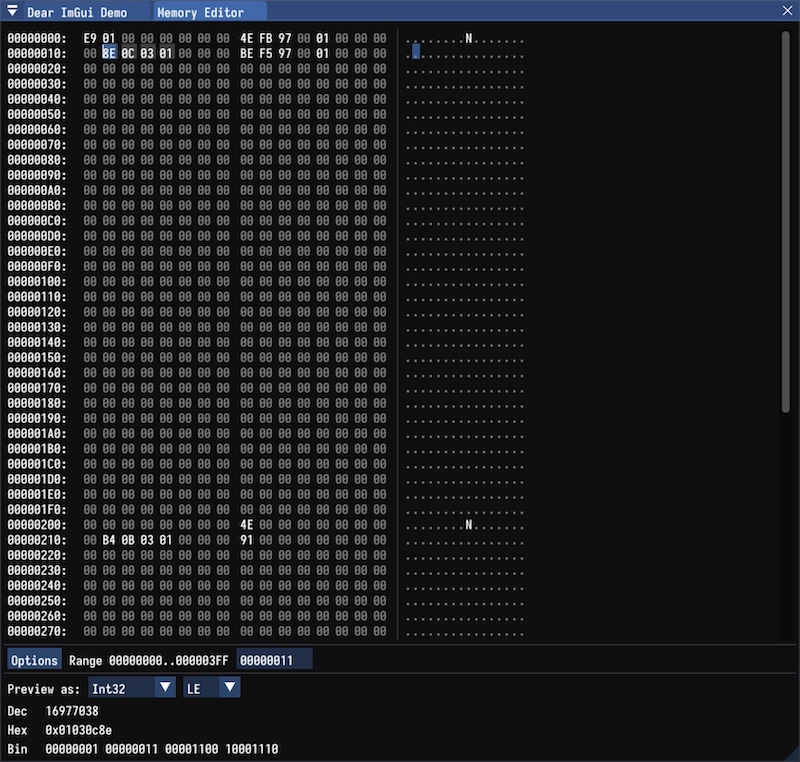 Dear ImGui Demo Memory Editor
00000000: E9 01 00 00 00 00 00 00 4E FB 97 00 01 00 00 00 ........N.......
00000010: 00 8E 0C 03 01 00 00 00 BE F5 97 00 01 00 00 00 ................
00000020: 00 00 00 00 00 00 00 00 00 00 00 00 00 00 00 00 ................
00000030: 00 00 00 00 00 00 00 00 00 00 00 00 00 00 00 00 ................
00000040: 00 00 00 00 00 00 00 00 00 00 00 00 00 00 00 00 ................
00000050: 00 00 00 00 00 00 00 00 00 00 00 00 00 00 00 00 ................
00000060: 00 00 00 00 00 00 00 00 00 00 00 00 00 00 00 00 ................
00000070: 00 00 00 00 00 00 00 00 00 00 00 00 00 00 00 00 ................
00000080: 00 00 00 00 00 00 00 00 00 00 00 00 00 00 00 00 ................
00000090: 00 00 00 00 00 00 00 00 00 00 00 00 00 00 00 00 ................
000000A0: 00 00 00 00 00 00 00 00 00 00 00 00 00 00 00 00 ................
000000B0: 00 00 00 00 00 00 00 00 00 00 00 00 00 00 00 00 ................
000000C0: 00 00 00 00 00 00 00 00 00 00 00 00 00 00 00 00 ................
000000D0: 00 00 00 00 00 00 00 00 00 00 00 00 00 00 00 00 ................
000000E0: 00 00 00 00 00 00 00 00 00 00 00 00 00 00 00 00 ................
000000F0: 00 00 00 00 00 00 00 00 00 00 00 00 00 00 00 00 ................
00000100: 00 00 00 00 00 00 00 00 00 00 00 00 00 00 00 00 ................
00000110: 00 00 00 00 00 00 00 00 00 00 00 00 00 00 00 00 ................
00000120: 00 00 00 00 00 00 00 00 00 00 00 00 00 00 00 00 ................
00000130: 00 00 00 00 00 00 00 00 00 00 00 00 00 00 00 00 ................
00000140: 00 00 00 00 00 00 00 00 00 00 00 00 00 00 00 00 ................
00000150: 00 00 00 00 00 00 00 00 00 00 00 00 00 00 00 00 ................
00000160: 00 00 00 00 00 00 00 00 00 00 00 00 00 00 00 00 ................
00000170: 00 00 00 00 00 00 00 00 00 00 00 00 00 00 00 00 ................
00000180: 00 00 00 00 00 00 00 00 00 00 00 00 00 00 00 00 ................
00000190: 00 00 00 00 00 00 00 00 00 00 00 00 00 00 00 00 ................
000001A0: 00 00 00 00 00 00 00 00 00 00 00 00 00 00 00 00 ................
000001B0: 00 00 00 00 00 00 00 00 00 00 00 00 00 00 00 00 ................
000001C0: 00 00 00 00 00 00 00 00 00 00 00 00 00 00 00 00 ................
000001D0: 00 00 00 00 00 00 00 00 00 00 00 00 00 00 00 00 ................
000001E0: 00 00 00 00 00 00 00 00 00 00 00 00 00 00 00 00 ................
000001F0: 00 00 00 00 00 00 00 00 00 00 00 00 00 00 00 00 ................
00000200: 00 00 00 00 00 00 00 00 4E 00 00 00 00 00 00 00 ........N.......
00000210: 00 B4 0B 03 01 00 00 00 91 00 00 00 00 00 00 00 ................
00000220: 00 00 00 00 00 00 00 00 00 00 00 00 00 00 00 00 ................
00000230: 00 00 00 00 00 00 00 00 00 00 00 00 00 00 00 00 ................
00000240: 00 00 00 00 00 00 00 00 00 00 00 00 00 00 00 00 ................
00000250: 00 00 00 00 00 00 00 00 00 00 00 00 00 00 00 00 ................
00000260: 00 00 00 00 00 00 00 00 00 00 00 00 00 00 00 00 ................
00000270: 00 00 00 00 00 00 00 00 00 00 00 00 00 00 00 00 ................
Options Range 00000000..000003FF 00000011
Preview as: Int32 LE
Dec 16977038
Hex 0x01030c8e
Bin 00000001 00000011 00001100 10001110